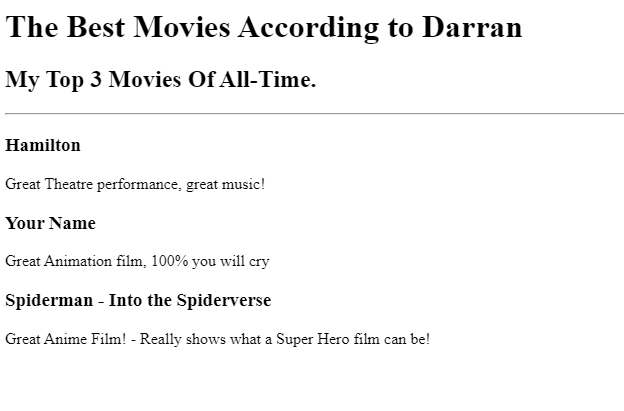 The Best Movies According to Darran
My Top 3 Movies Of All-Time.
Hamilton
Great Theatre performance, great music!
Your Name
Great Animation film, 100% you will cry
Spiderman - Into the Spiderverse
Great Anime Film! - Really shows what a Super Hero film can be!